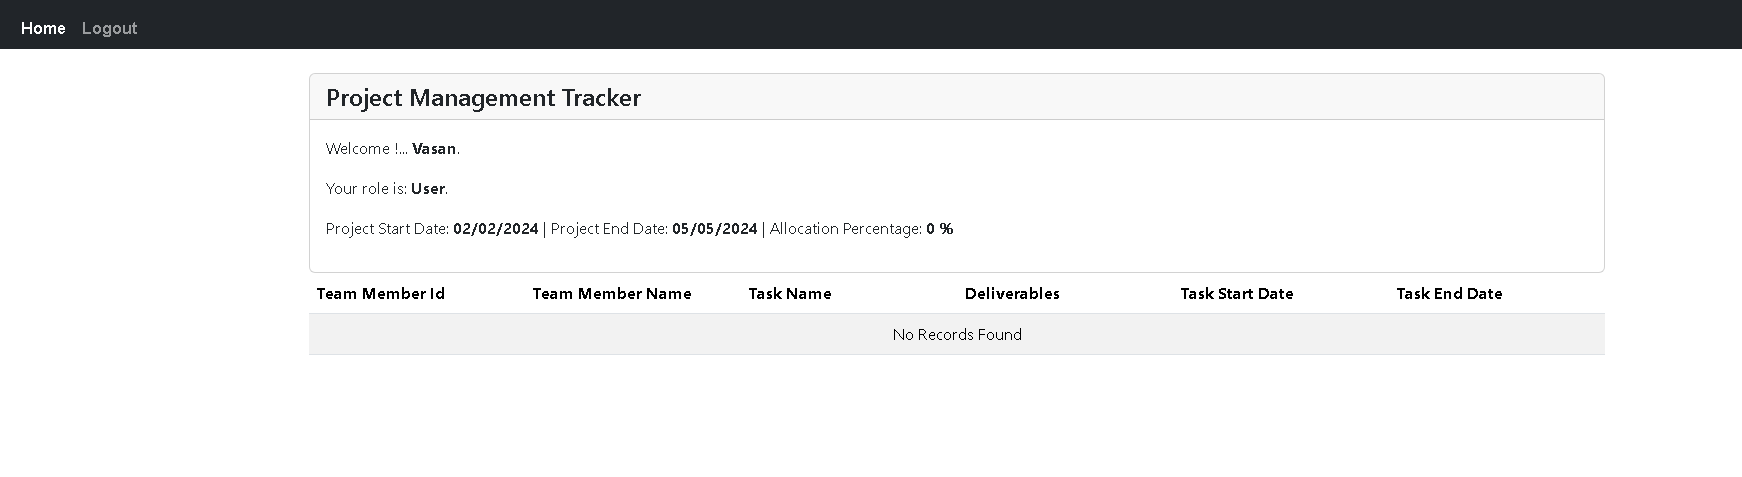 Home Logout
Project Management Tracker
Welcome !... Vasan.
Your role is: User.
Project Start Date: 02/02/2024 | Project End Date: 05/05/2024 | Allocation Percentage: 0 %
Team Member Id Team Member Name Task Name Deliverables Task Start Date Task End Date
No Records Found